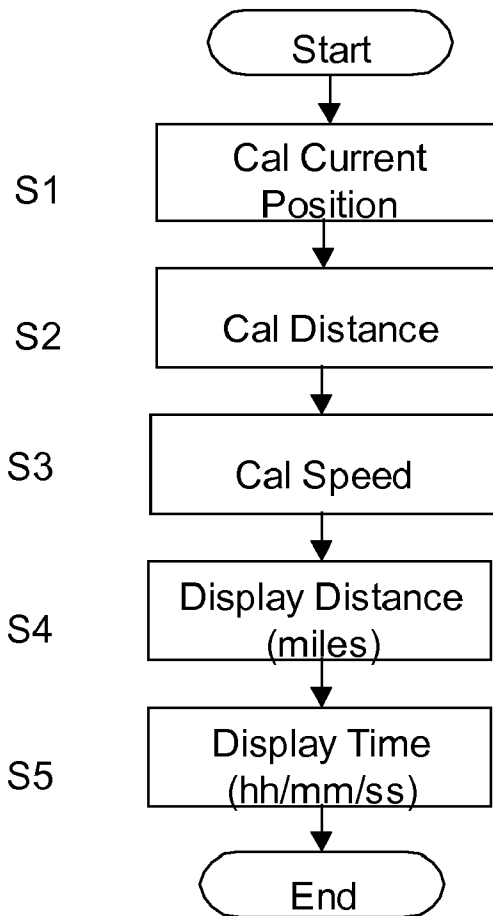 Start
S1
Cal Current
Position
S2
Cal Distance
S3
Cal Speed
S4
Display Distance
(miles)
S5
Display Time
(hh/mm/ss)
End